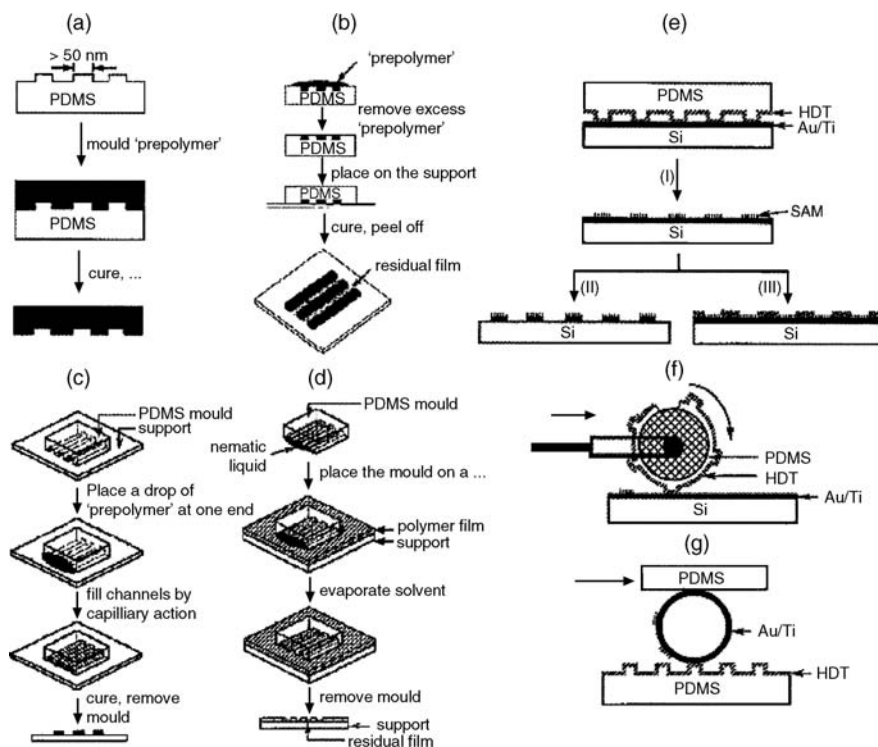 (a)
> 50 nm
PDMS
mould 'prepolymer'
PDMS
cure, ...
(b)
'prepolymer'
PDMS
remove excess
'prepolymer'
PDMS
place on the support
PDMS
cure, peel off
residual film
(c)
PDMS mould
support
Place a drop of
'prepolymer' at one end
fill channels by
capilliary action
cure, remove
mould
(d)
PDMS mould
nematic
liquid
place the mould on a ...
polymer film
support
evaporate solvent
remove mould
support
residual film
(e)
PDMS
HDT
Au/Ti
Si
(I)
SAM
Si
(II)
(III)
Si
Si
(f)
PDMS
HDT
Au/Ti
Si
(g)
PDMS
Au/Ti
HDT
PDMS